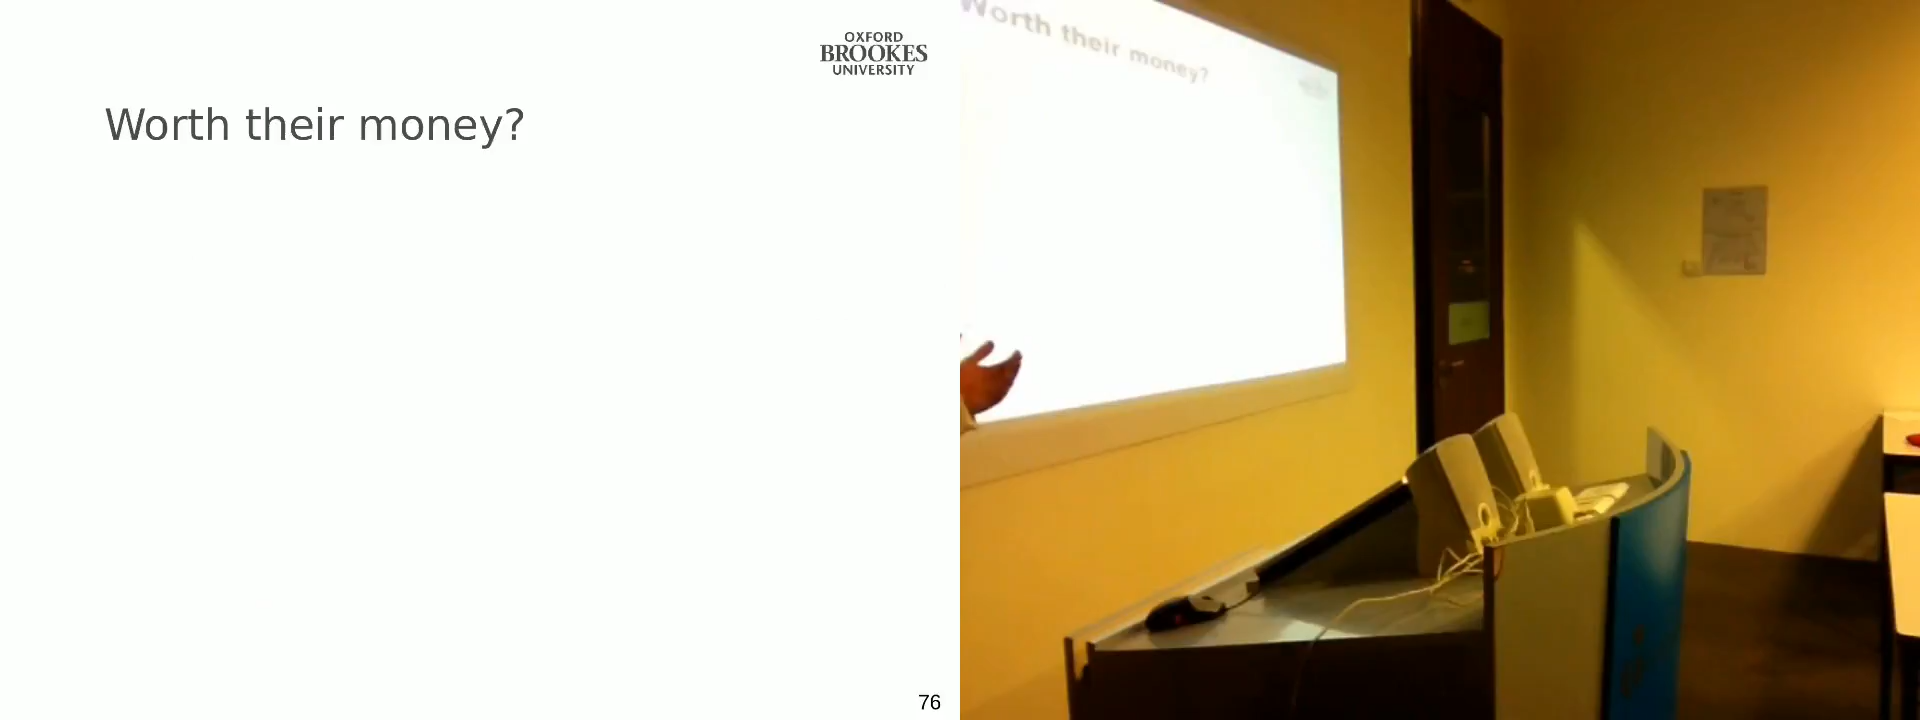 OXFORD
BROOKES
UNIVERSITY
Worth their money?
76
Worth their money?